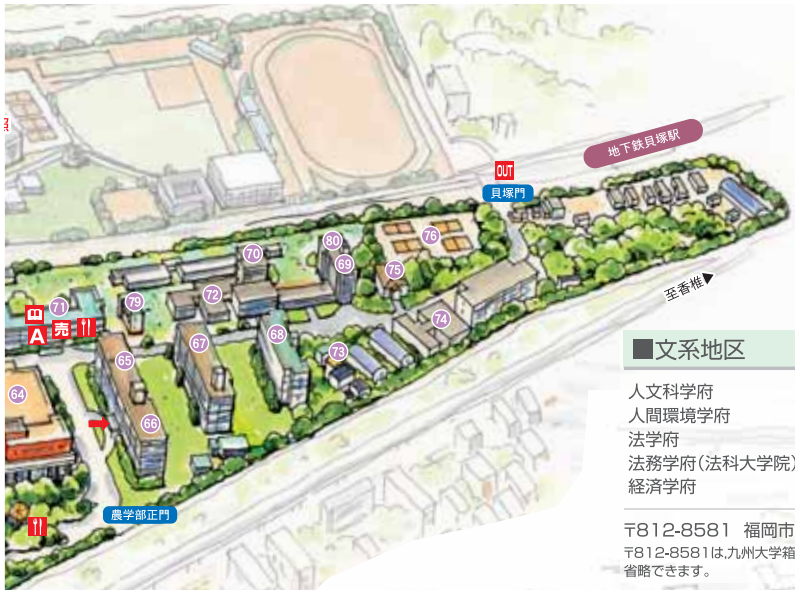 照
地下鉄貝塚駅
OUT
貝塚門
80
76
70
69
75
72
79
71
A
売
74
至香椎▶
67
68
73
65
64
66
農学部正門
■文系地区
人文科学府
人間環境学府
法学府
法務学府(法科大学院)
経済学府
〒812-8581 福岡市
〒812-8581は,九州大学箱
省略できます。